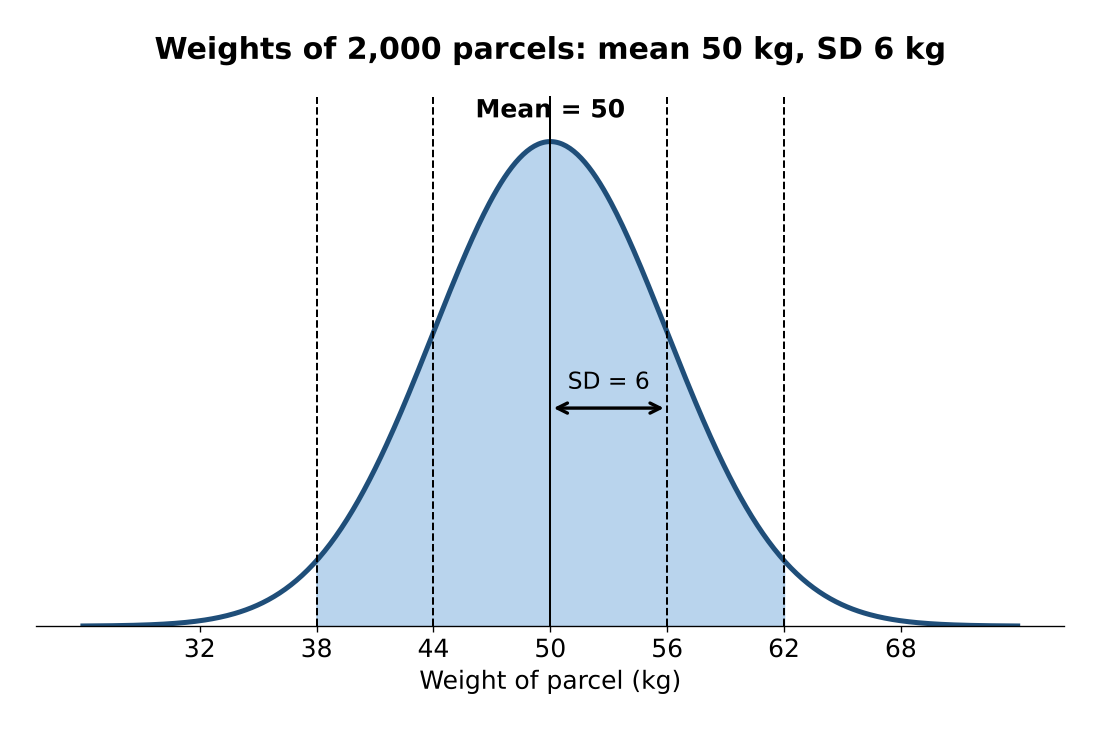 Weights of 2,000 parcels: mean 50 kg, SD 6 kg
Mean = 50
SD = 6
32 38 44 50 56 62 68
Weight of parcel (kg)